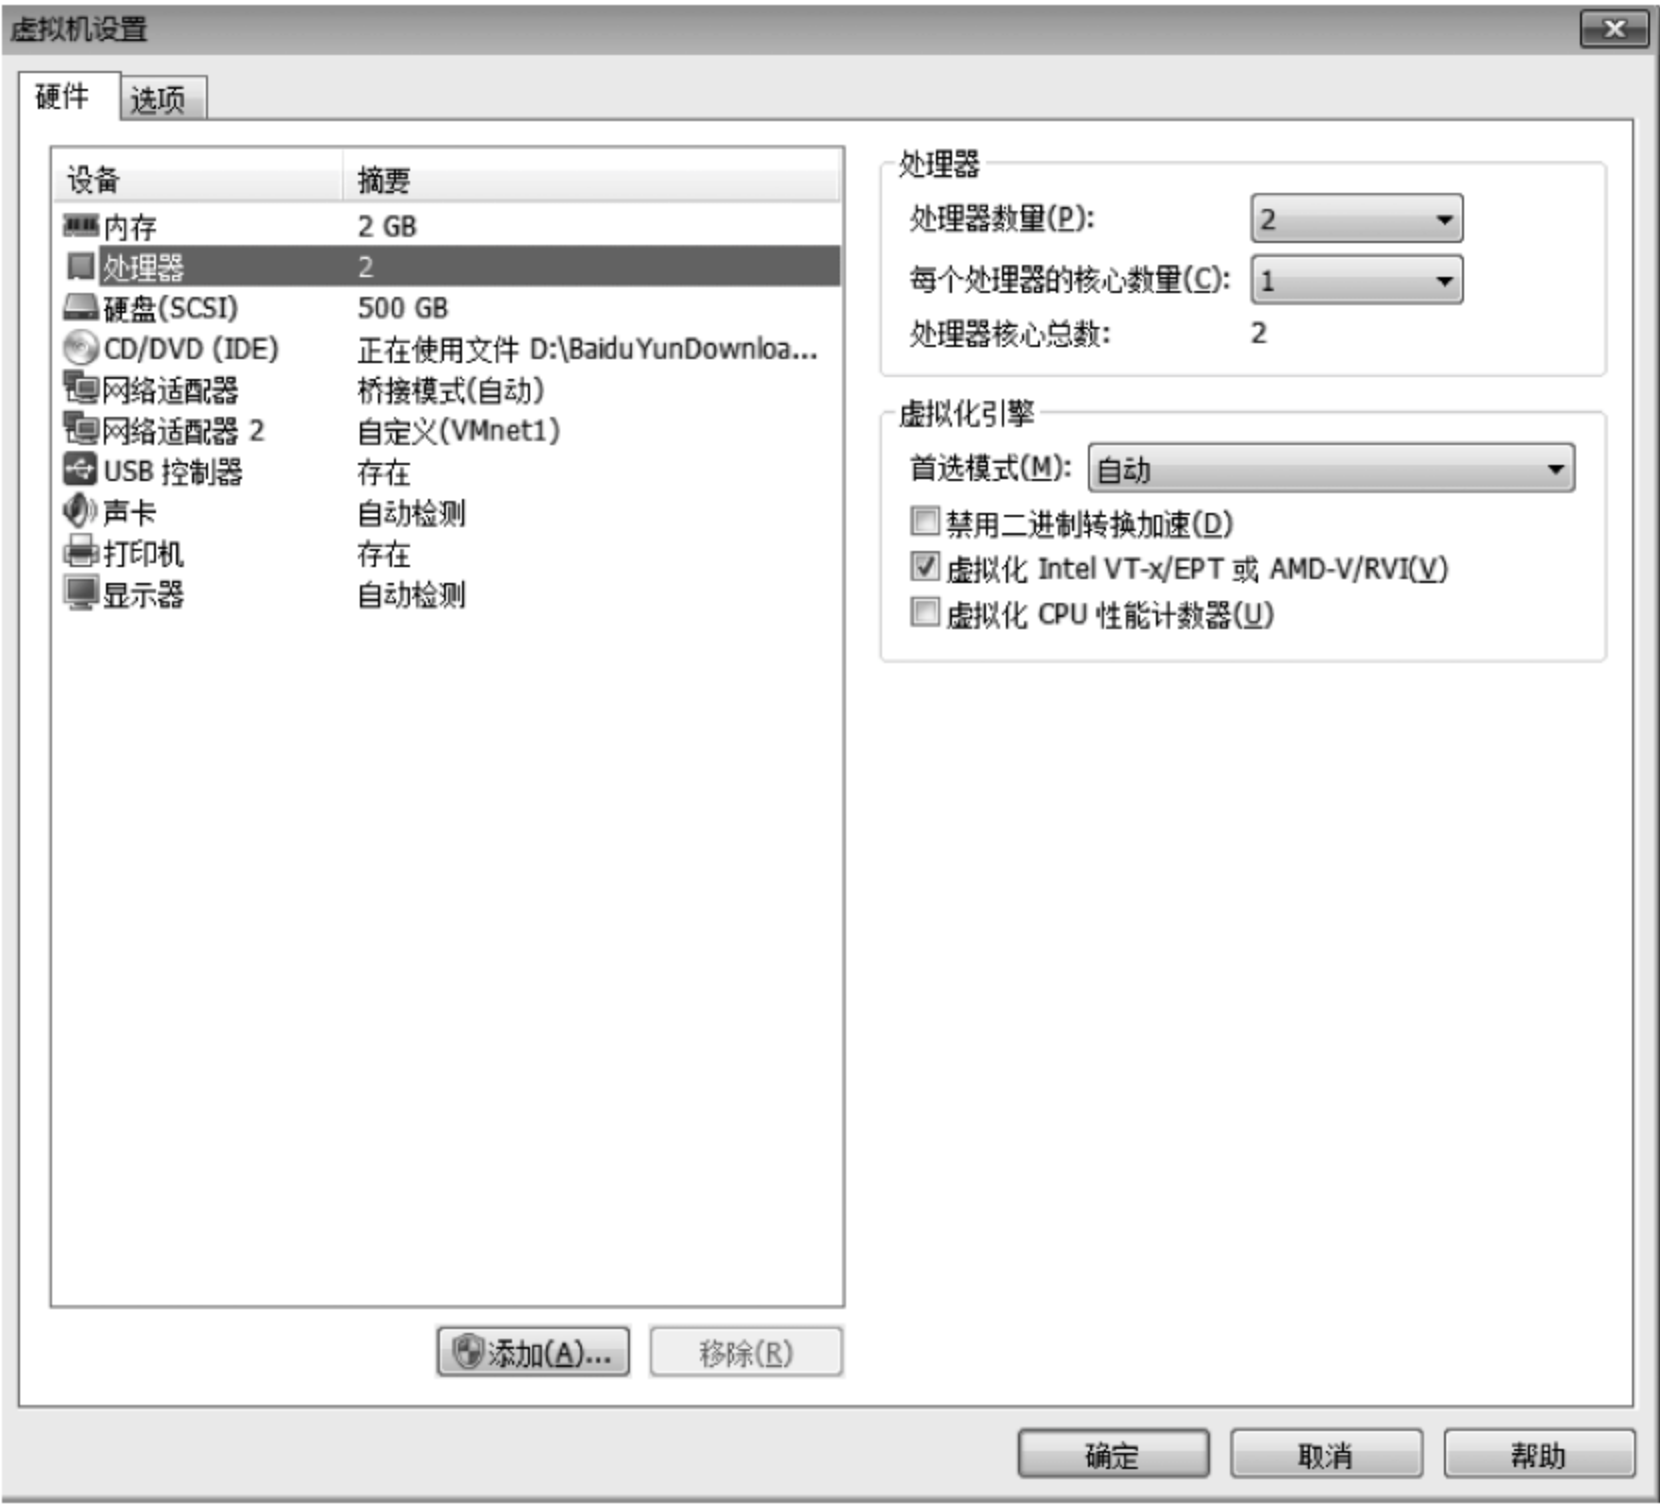 虚拟机设置
硬件
选项
设备 摘要
内存 2 GB
处理器 2
硬盘(SCSI) 500 GB
CD/DVD (IDE) 正在使用文件 D:\BaiduYunDownloa...
网络适配器 桥接模式(自动)
网络适配器 2 自定义(VMnet1)
USB 控制器 存在
声卡 自动检测
打印机 存在
显示器 自动检测
添加(A)...
移除(R)
处理器
处理器数量(P): 2
每个处理器的核心数量(C): 1
处理器核心总数: 2
虚拟化引擎
首选模式(M): 自动
禁用二进制转换加速(D)
虚拟化 Intel VT-x/EPT 或 AMD-V/RVI(V)
虚拟化 CPU 性能计数器(U)
确定
取消
帮助